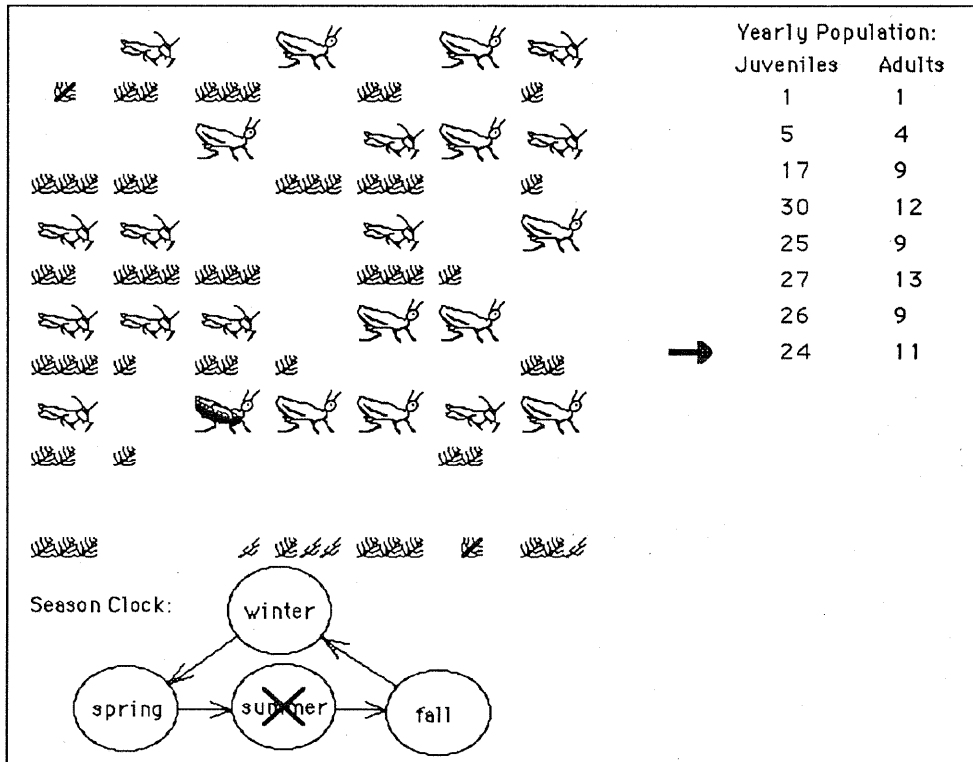 Yearly Population:
Juveniles Adults
1 1
5 4
17 9
30 12
25 9
27 13
26 9
24 11
Season Clock:
winter
spring
summer
fall